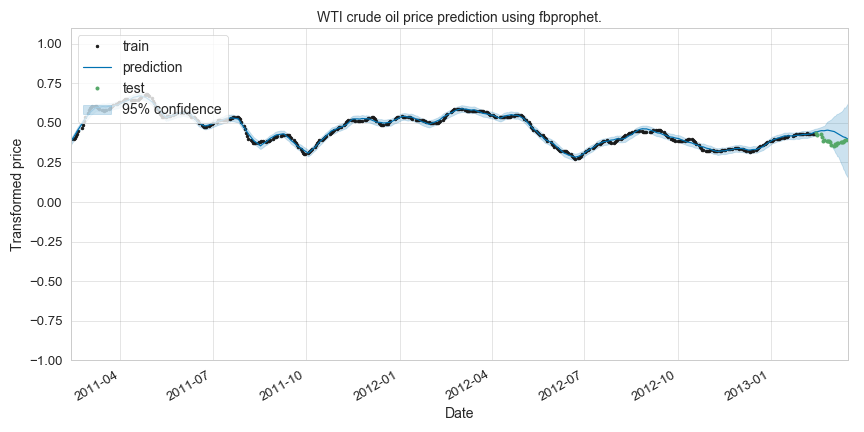 WTI crude oil price prediction using fbprophet.
train
prediction
test
95% confidence
Transformed price
1.00
0.75
0.50
0.25
0.00
−0.25
−0.50
−0.75
−1.00
2011-04
2011-07
2011-10
2012-01
2012-04
2012-07
2012-10
2013-01
Date